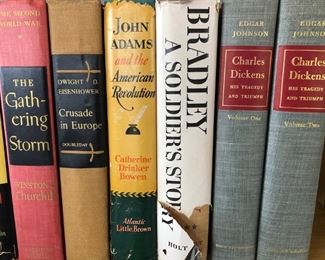 THE SECOND
WORLD WAR
THE
Gath-
ering
Storm
WINSTON
Churchill
DWIGHT D.
EISENHOWER
Crusade
in Europe
DOUBLEDAY
JOHN
ADAMS
and the
American
Revolution
Catherine
Drinker
Bowen
Atlantic
Little, Brown
BRADLEY
A SOLDIER'S STORY
HOLT
EDGAR
JOHNSON
Charles
Dickens
HIS TRAGEDY
AND TRIUMPH
Volume One
EDGAR
JOHNSON
Charles
Dickens
HIS TRAGEDY
AND TRIUMPH
Volume Two